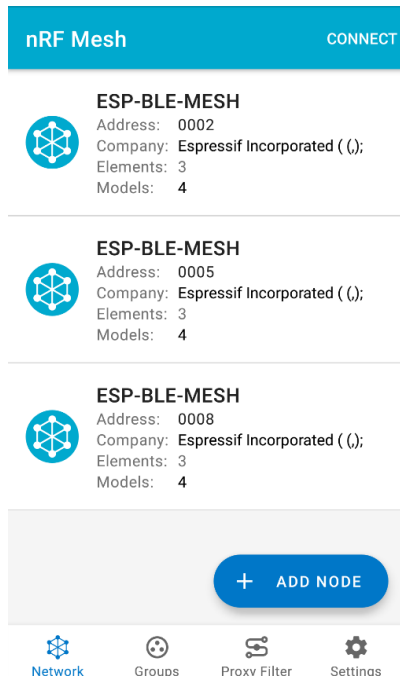 nRF Mesh
CONNECT
ESP-BLE-MESH
Address: 0002
Company: Espressif Incorporated ( (,);
Elements: 3
Models: 4
ESP-BLE-MESH
Address: 0005
Company: Espressif Incorporated ( (,);
Elements: 3
Models: 4
ESP-BLE-MESH
Address: 0008
Company: Espressif Incorporated ( (,);
Elements: 3
Models: 4
+ ADD NODE
Network Groups Proxy Filter Settings